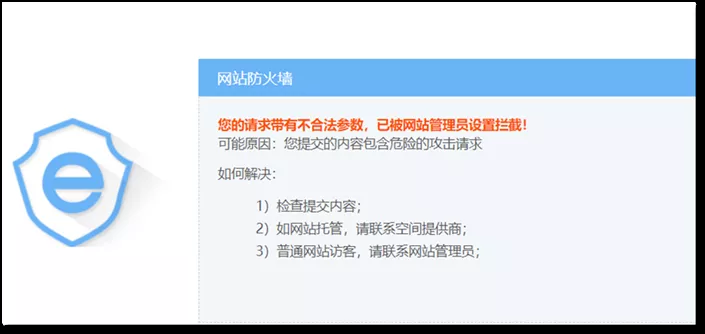 网站防火墙
您的请求带有不合法参数，已被网站管理员设置拦截！
可能原因：您提交的内容包含危险的攻击请求
如何解决：
1）检查提交内容；
2）如网站托管，请联系空间提供商；
3）普通网站访客，请联系网站管理员；